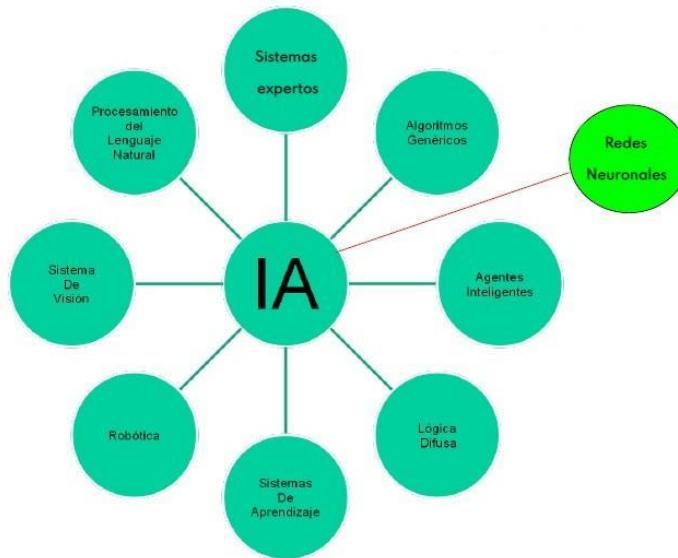 Sistemas
expertos
Procesamiento
del
Lenguaje
Natural
Algoritmos
Genéricos
Redes
Neuronales
Sistema
De
Visión
IA
Agentes
Inteligentes
Robótica
Lógica
Difusa
Sistemas
De
Aprendizaje